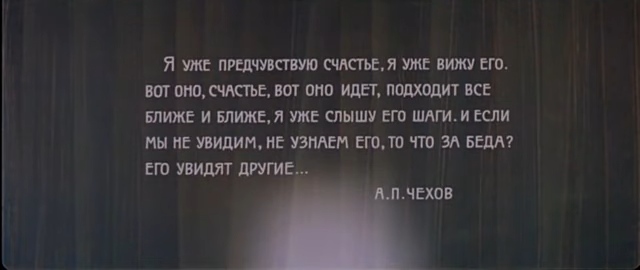 Я УЖЕ ПРЕДЧУВСТВУЮ СЧАСТЬЕ, Я УЖЕ ВИЖУ ЕГО.
ВОТ ОНО, СЧАСТЬЕ, ВОТ ОНО ИДЕТ, ПОДХОДИТ ВСЕ
БЛИЖЕ И БЛИЖЕ, Я УЖЕ СЛЫШУ ЕГО ШАГИ. И ЕСЛИ
МЫ НЕ УВИДИМ, НЕ УЗНАЕМ ЕГО, ТО ЧТО ЗА БЕДА?
ЕГО УВИДЯТ ДРУГИЕ...
А.П.ЧЕХОВ